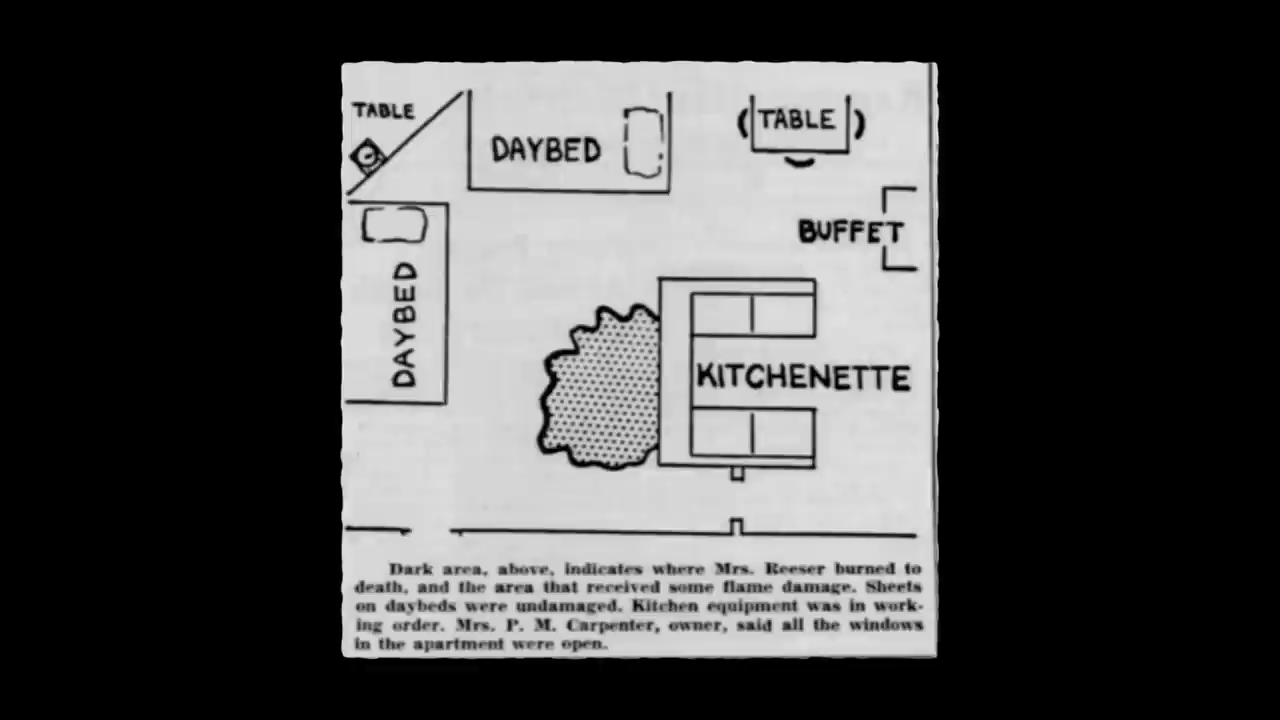 TABLE
DAYBED
TABLE
BUFFET
DAYBED
KITCHENETTE
Dark area, above, indicates where Mrs. Reeser burned to
death, and the area that received some flame damage. Sheets
on daybeds were undamaged. Kitchen equipment was in work-
ing order. Mrs. P. M. Carpenter, owner, said all the windows
in the apartment were open.